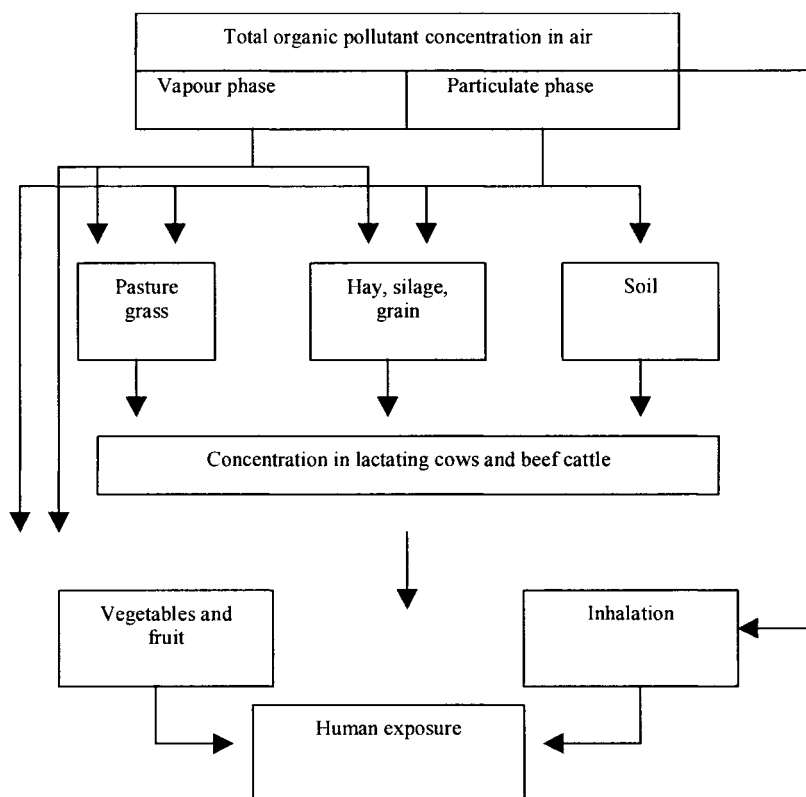 Total organic pollutant concentration in air
Vapour phase
Particulate phase
Pasture
grass
Hay, silage,
grain
Soil
Concentration in lactating cows and beef cattle
Vegetables and
fruit
Inhalation
Human exposure